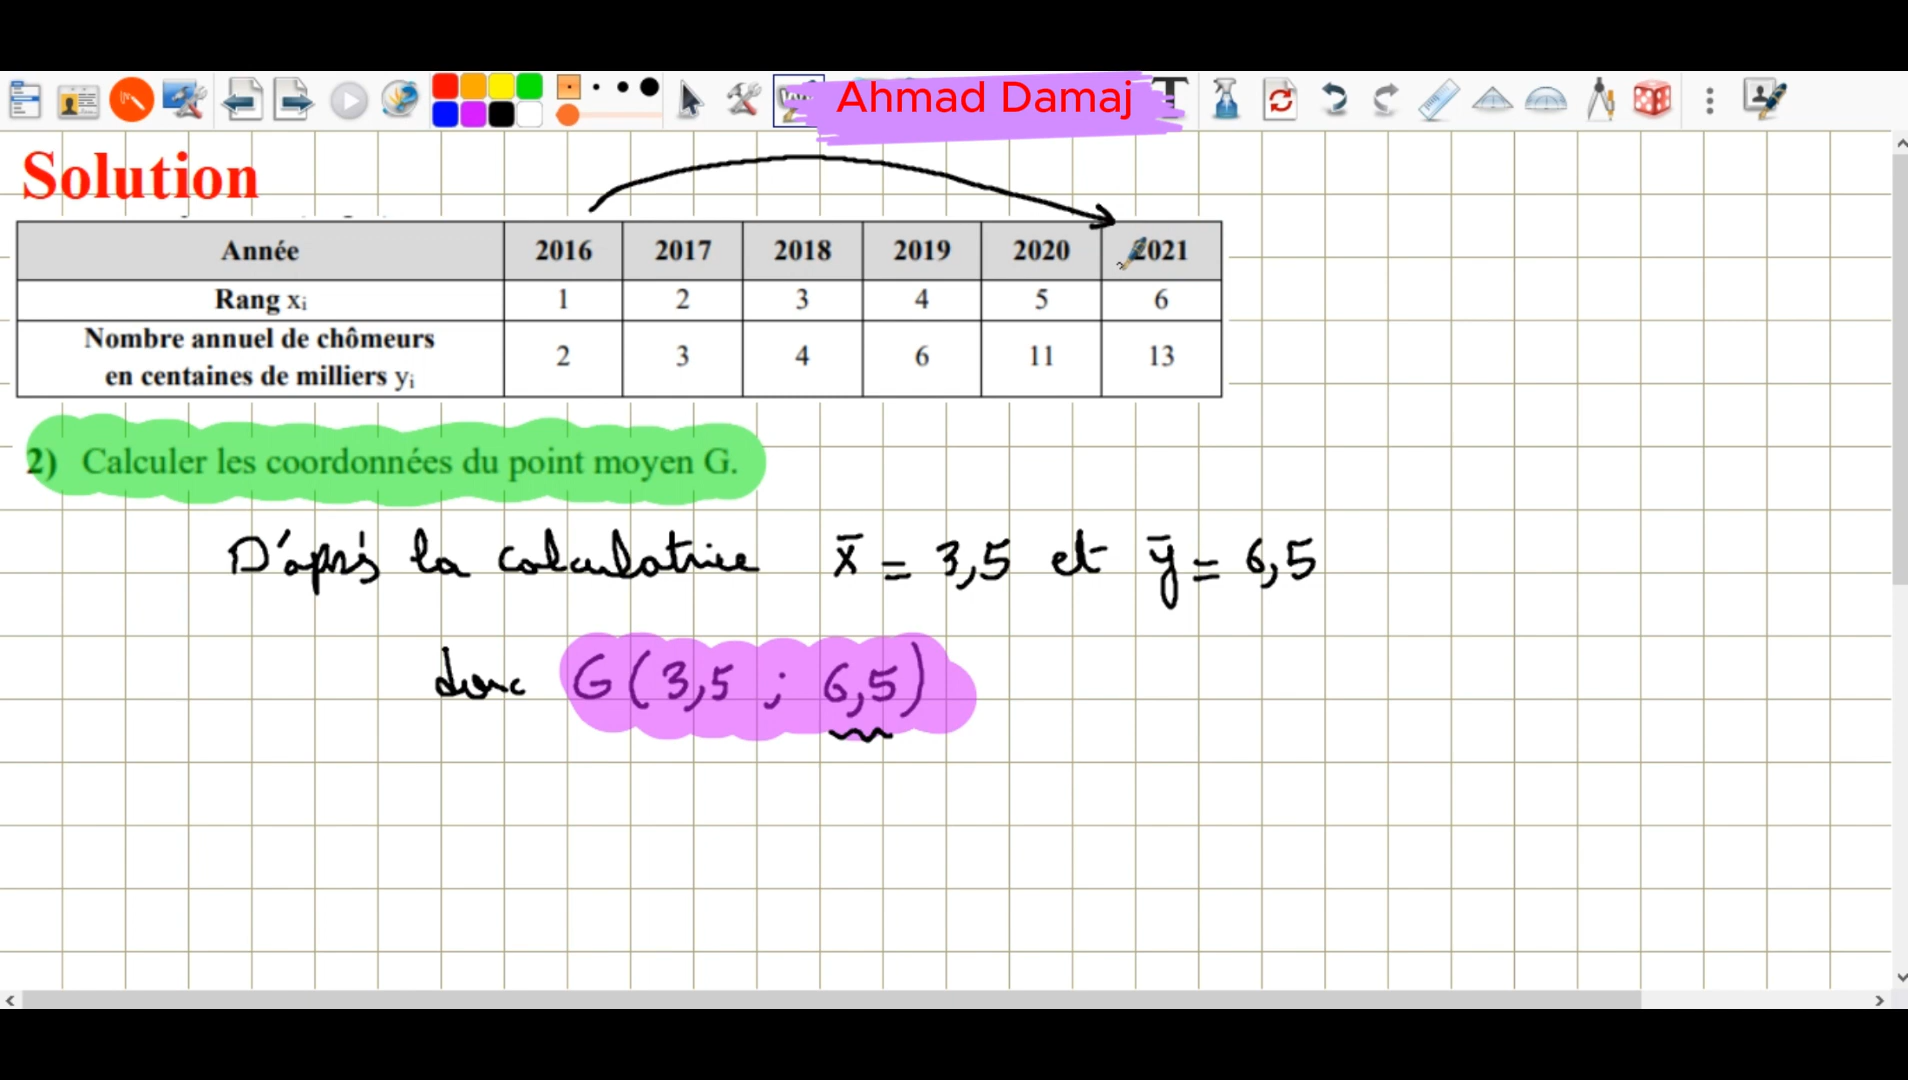 Ahmad Damaj
Solution
Année 2016 2017 2018 2019 2020 2021
Rang xi 1 2 3 4 5 6
Nombre annuel de chômeurs
en centaines de milliers yi 2 3 4 6 11 13
2) Calculer les coordonnées du point moyen G.
D'après la calculatrice x̄ = 3,5 et ȳ = 6,5
donc G(3,5 ; 6,5)